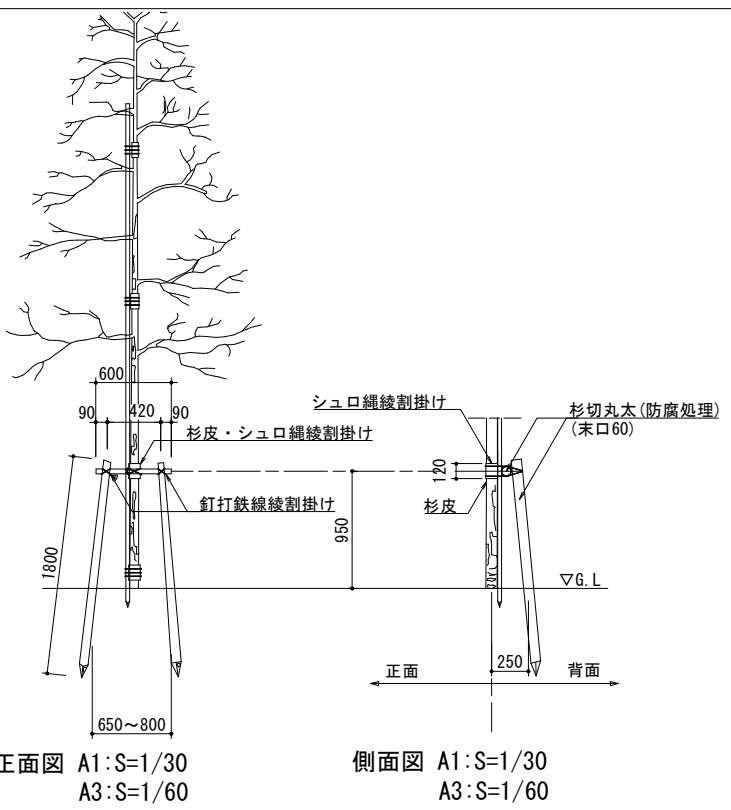 600
90
420
90
杉皮・シュロ縄綾割掛け
釘打鉄線綾割掛け
1800
950
650~800
シュロ縄綾割掛け
杉切丸太(防腐処理)
(末口60)
120
杉皮
▽G.L
250
正面
背面
正面図 A1:S=1/30
A3:S=1/60
側面図 A1:S=1/30
A3:S=1/60